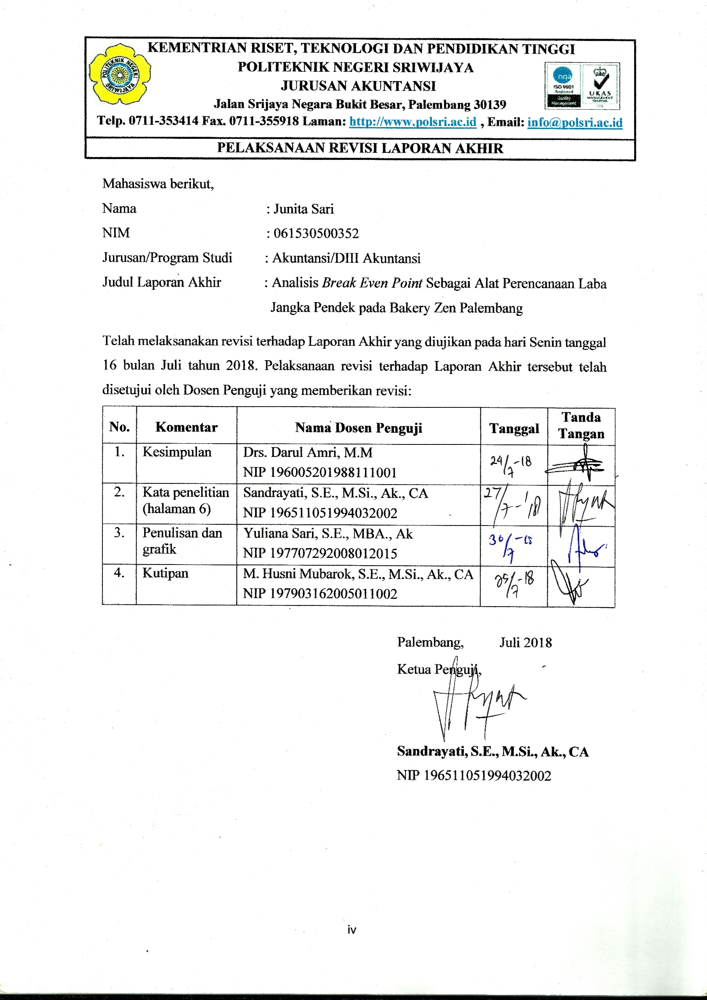 KEMENTRIAN RISET, TEKNOLOGI DAN PENDIDIKAN TINGGI
POLITEKNIK NEGERI SRIWIJAYA
JURUSAN AKUNTANSI
Jalan Srijaya Negara Bukit Besar, Palembang 30139
Telp. 0711-353414 Fax. 0711-355918 Laman: http://www.polsri.ac.id , Email: info@polsri.ac.id
POLITEKNIK NEGERI SRIWIJAYA
nqa
ISO 9001
Registered
Quality
Management
UKAS
MANAGEMENT
SYSTEMS
PELAKSANAAN REVISI LAPORAN AKHIR
Mahasiswa berikut,
Nama : Junita Sari
NIM : 061530500352
Jurusan/Program Studi : Akuntansi/DIII Akuntansi
Judul Laporan Akhir : Analisis Break Even Point Sebagai Alat Perencanaan Laba
Jangka Pendek pada Bakery Zen Palembang
Telah melaksanakan revisi terhadap Laporan Akhir yang diujikan pada hari Senin tanggal
16 bulan Juli tahun 2018. Pelaksanaan revisi terhadap Laporan Akhir tersebut telah
disetujui oleh Dosen Penguji yang memberikan revisi:
No. Komentar Nama Dosen Penguji Tanggal Tanda Tangan
1. Kesimpulan Drs. Darul Amri, M.M 24/7-18
NIP 196005201988111001
2. Kata penelitian Sandrayati, S.E., M.Si., Ak., CA 27/7-'18
(halaman 6) NIP 196511051994032002
3. Penulisan dan Yuliana Sari, S.E., MBA., Ak 30/7-18
grafik NIP 197707292008012015
4. Kutipan M. Husni Mubarok, S.E., M.Si., Ak., CA 25/7-18
NIP 197903162005011002
Palembang, Juli 2018
Ketua Penguji,
Sandrayati, S.E., M.Si., Ak., CA
NIP 196511051994032002
iv